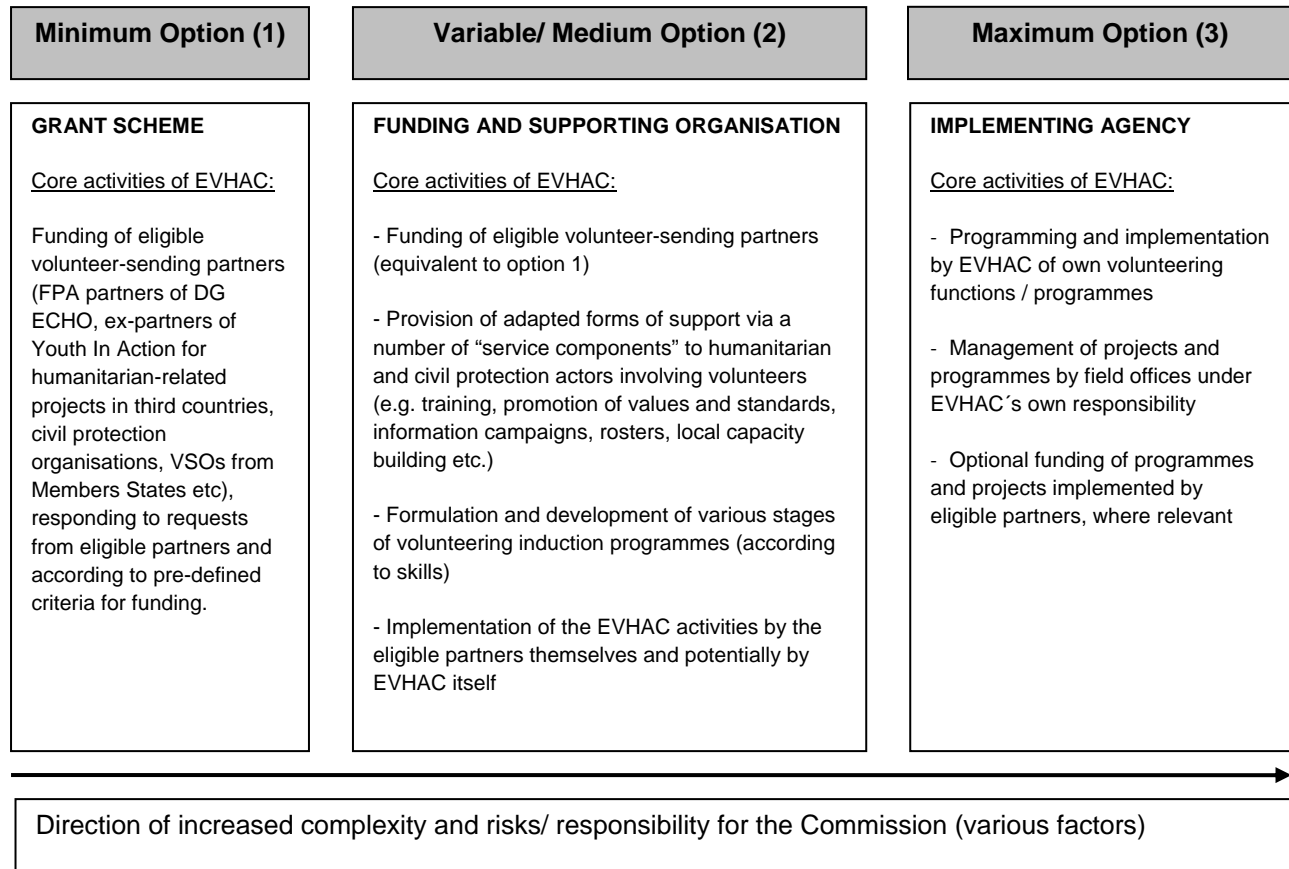 Minimum Option (1)
Variable/ Medium Option (2)
Maximum Option (3)
GRANT SCHEME
Core activities of EVHAC:
Funding of eligible
volunteer-sending partners
(FPA partners of DG
ECHO, ex-partners of
Youth In Action for
humanitarian-related
projects in third countries,
civil protection
organisations, VSOs from
Members States etc),
responding to requests
from eligible partners and
according to pre-defined
criteria for funding.
FUNDING AND SUPPORTING ORGANISATION
Core activities of EVHAC:
- Funding of eligible volunteer-sending partners
(equivalent to option 1)
- Provision of adapted forms of support via a
number of “service components” to humanitarian
and civil protection actors involving volunteers
(e.g. training, promotion of values and standards,
information campaigns, rosters, local capacity
building etc.)
- Formulation and development of various stages
of volunteering induction programmes (according
to skills)
- Implementation of the EVHAC activities by the
eligible partners themselves and potentially by
EVHAC itself
IMPLEMENTING AGENCY
Core activities of EVHAC:
- Programming and implementation
by EVHAC of own volunteering
functions / programmes
- Management of projects and
programmes by field offices under
EVHAC´s own responsibility
- Optional funding of programmes
and projects implemented by
eligible partners, where relevant
Direction of increased complexity and risks/ responsibility for the Commission (various factors)